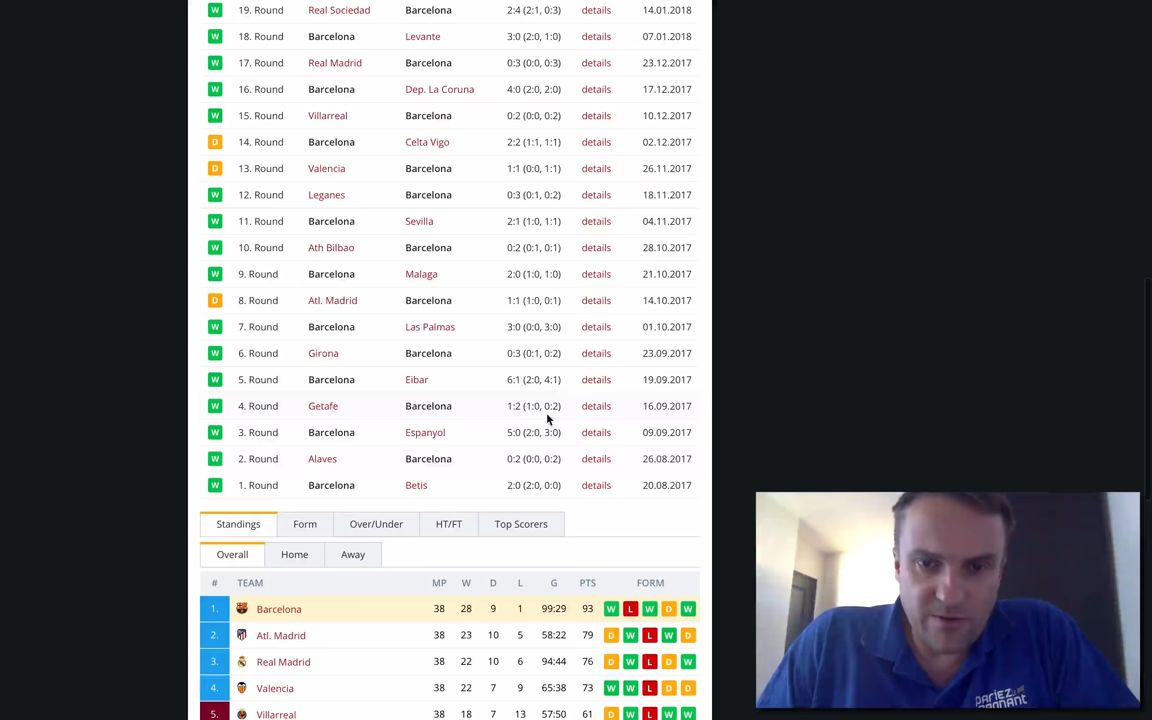 W 19. Round Real Sociedad Barcelona 2:4 (2:1, 0:3) details 14.01.2018
W 18. Round Barcelona Levante 3:0 (2:0, 1:0) details 07.01.2018
W 17. Round Real Madrid Barcelona 0:3 (0:0, 0:3) details 23.12.2017
W 16. Round Barcelona Dep. La Coruna 4:0 (2:0, 2:0) details 17.12.2017
W 15. Round Villarreal Barcelona 0:2 (0:0, 0:2) details 10.12.2017
D 14. Round Barcelona Celta Vigo 2:2 (1:1, 1:1) details 02.12.2017
D 13. Round Valencia Barcelona 1:1 (0:0, 1:1) details 26.11.2017
W 12. Round Leganes Barcelona 0:3 (0:1, 0:2) details 18.11.2017
W 11. Round Barcelona Sevilla 2:1 (1:0, 1:1) details 04.11.2017
W 10. Round Ath Bilbao Barcelona 0:2 (0:1, 0:1) details 28.10.2017
W 9. Round Barcelona Malaga 2:0 (1:0, 1:0) details 21.10.2017
D 8. Round Atl. Madrid Barcelona 1:1 (1:0, 0:1) details 14.10.2017
W 7. Round Barcelona Las Palmas 3:0 (0:0, 3:0) details 01.10.2017
W 6. Round Girona Barcelona 0:3 (0:1, 0:2) details 23.09.2017
W 5. Round Barcelona Eibar 6:1 (2:0, 4:1) details 19.09.2017
W 4. Round Getafe Barcelona 1:2 (1:0, 0:2) details 16.09.2017
W 3. Round Barcelona Espanyol 5:0 (2:0, 3:0) details 09.09.2017
W 2. Round Alaves Barcelona 0:2 (0:0, 0:2) details 26.08.2017
W 1. Round Barcelona Betis 2:0 (2:0, 0:0) details 20.08.2017
Standings Form Over/Under HT/FT Top Scorers
Overall Home Away
# TEAM MP W D L G PTS FORM
1. Barcelona 38 28 9 1 99:29 93 W L W D W
2. Atl. Madrid 38 23 10 5 58:22 79 D W L W D
3. Real Madrid 38 22 10 6 94:44 76 D W L D W
4. Valencia 38 22 7 9 65:38 73 W W L D D
5. Villarreal 38 18 7 13 57:50 61 D W L W W
PARIEZ